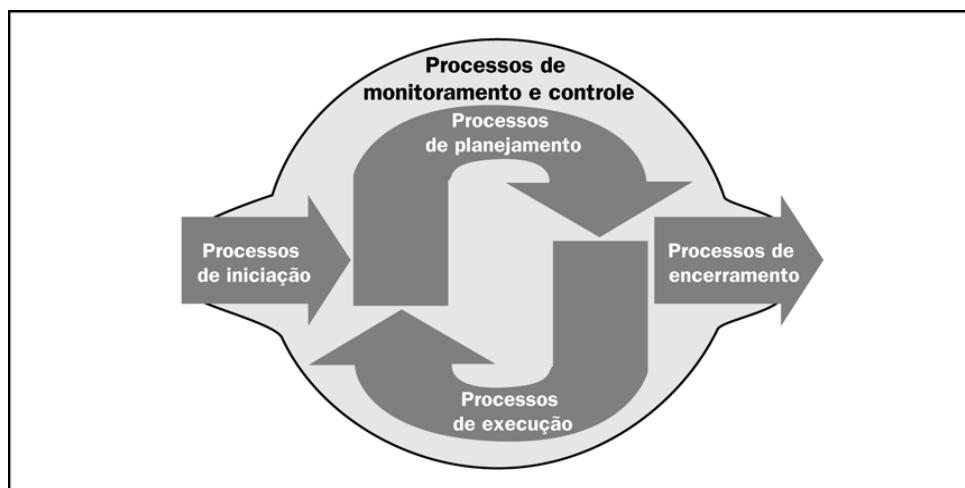 Processos de
monitoramento e controle
Processos
de planejamento
Processos
de iniciação
Processos de
encerramento
Processos
de execução